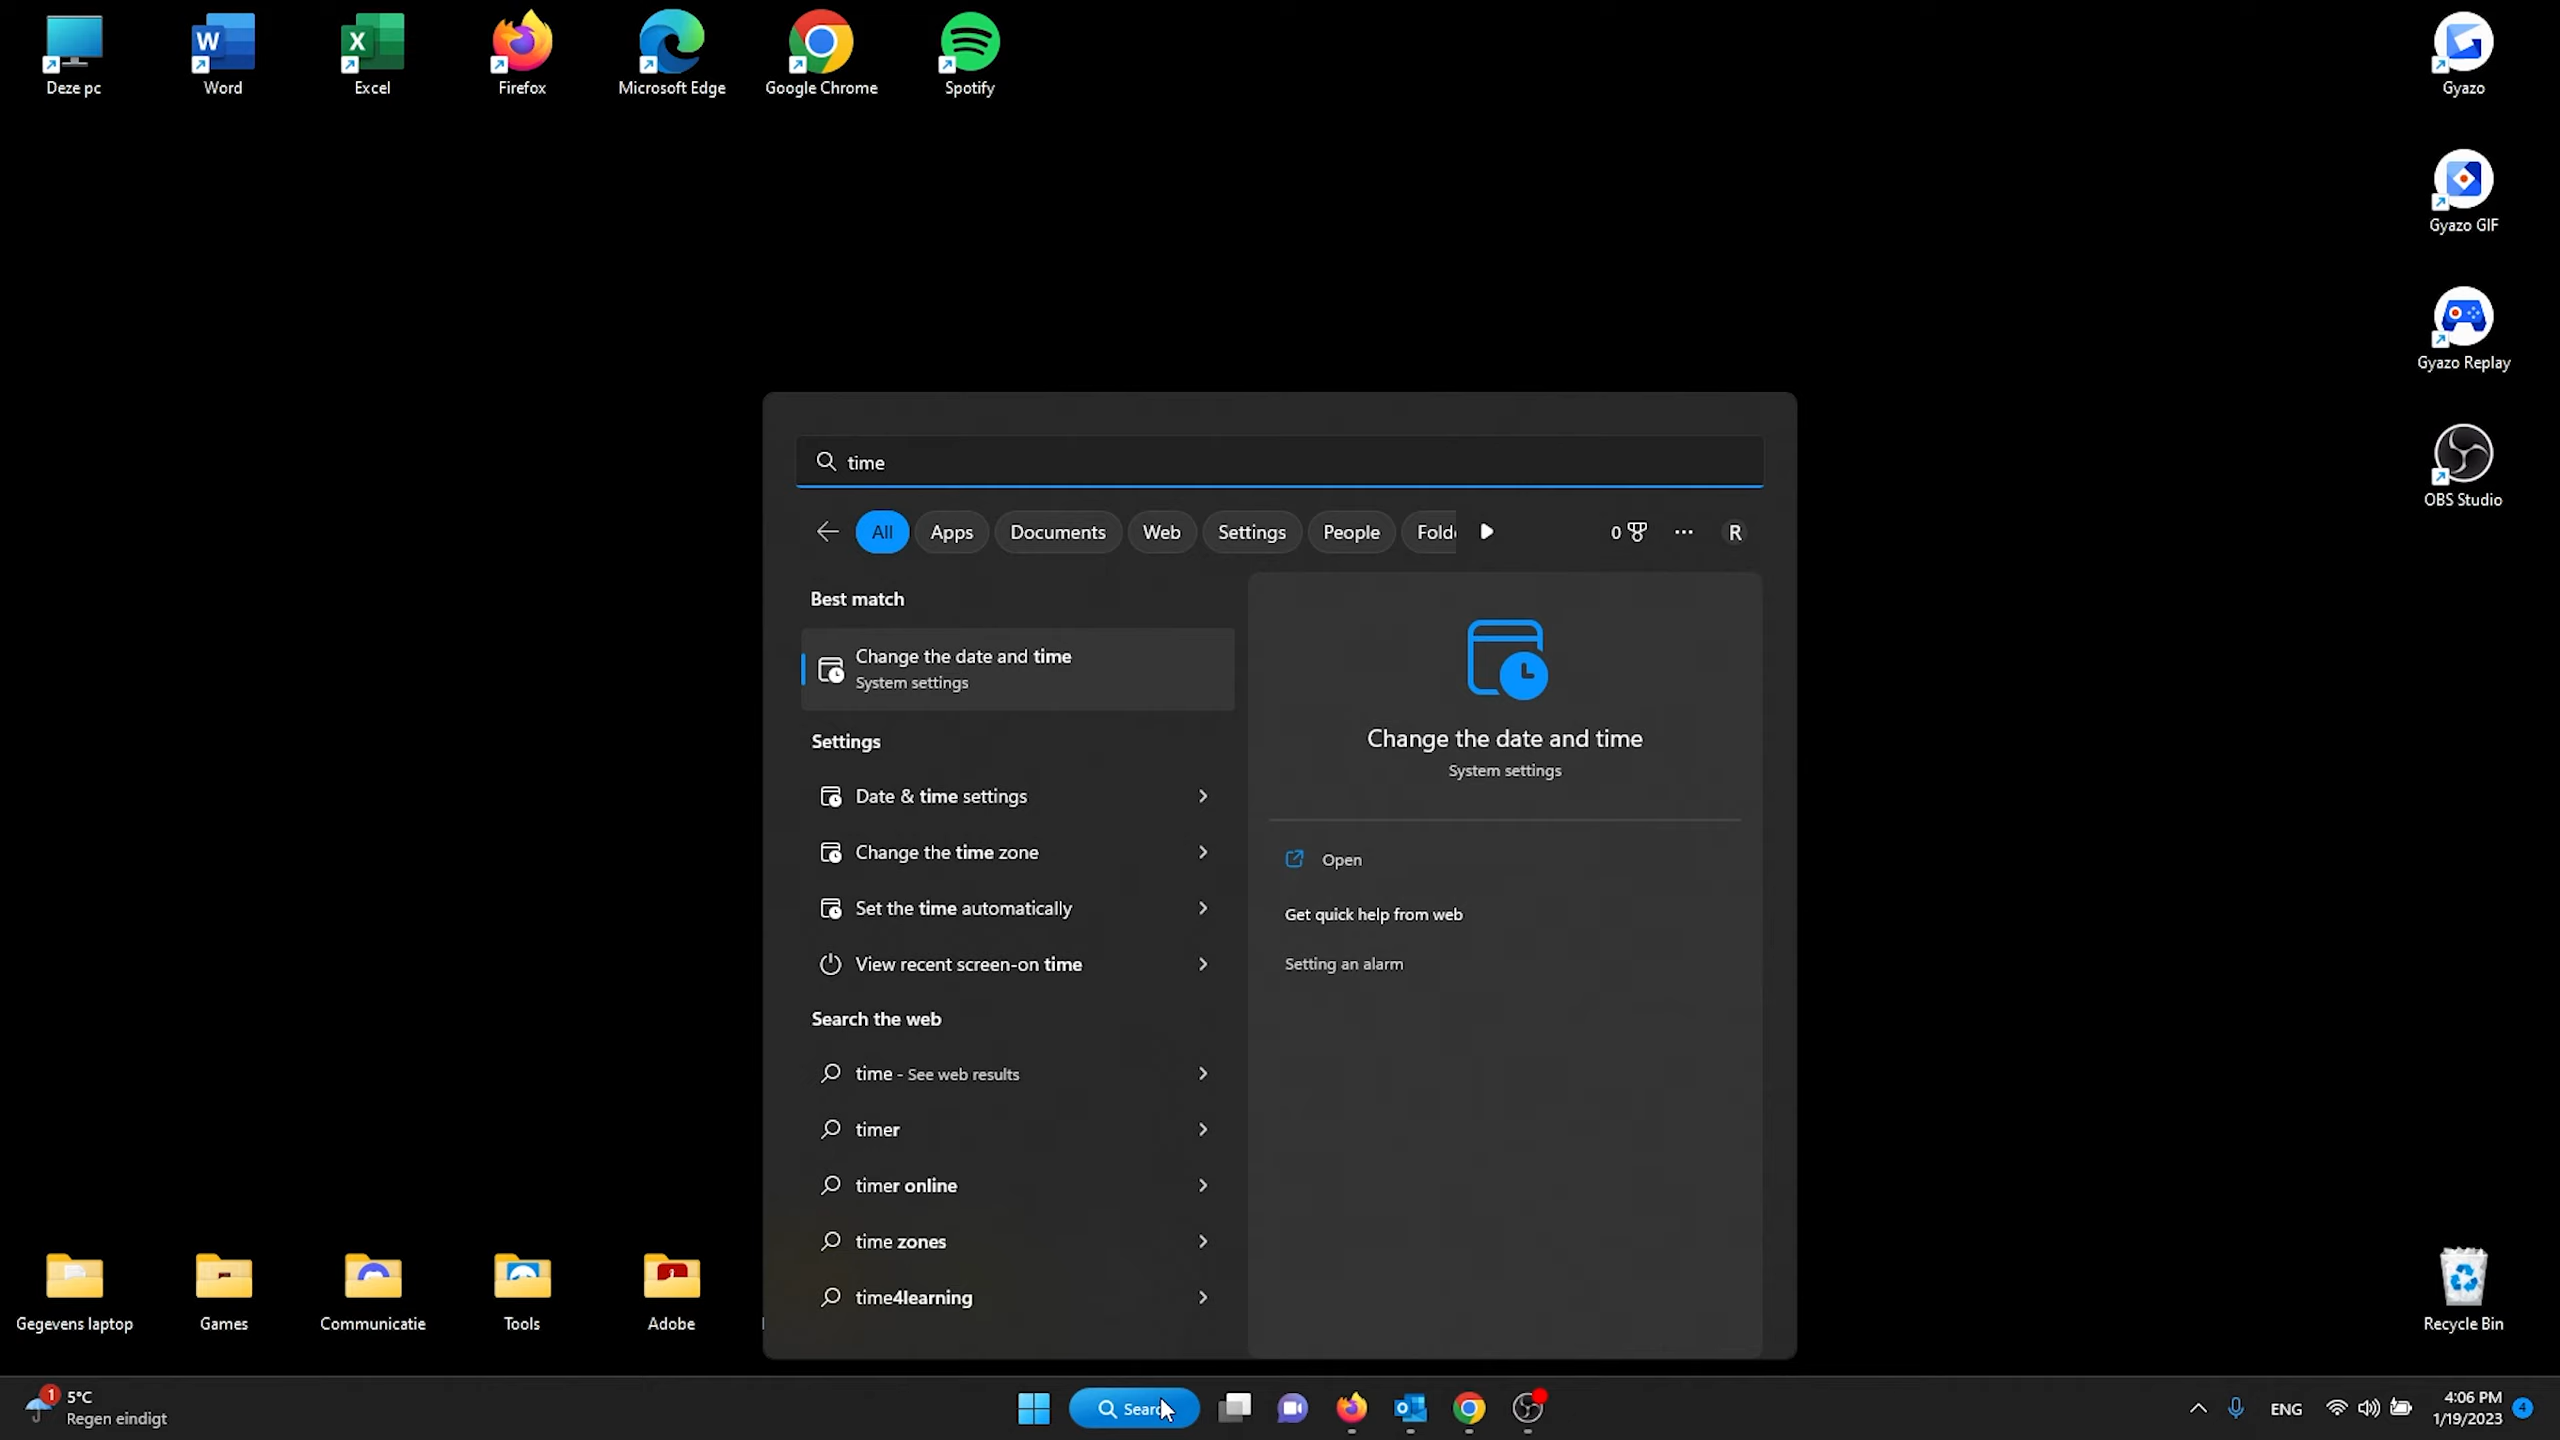 Deze pc
Word
Excel
Firefox
Microsoft Edge
Google Chrome
Spotify
Gyazo
Gyazo GIF
Gyazo Replay
OBS Studio
time
All
Apps
Documents
Web
Settings
People
Folde
0
R
Best match
Change the date and time
System settings
Settings
Date & time settings
Change the time zone
Set the time automatically
View recent screen-on time
Search the web
time - See web results
timer
timer online
time zones
time4learning
Change the date and time
System settings
Open
Get quick help from web
Setting an alarm
Gegevens laptop
Games
Communicatie
Tools
Adobe
Recycle Bin
1
5°C
Regen eindigt
Search
ENG
4:06 PM
1/19/2023
4